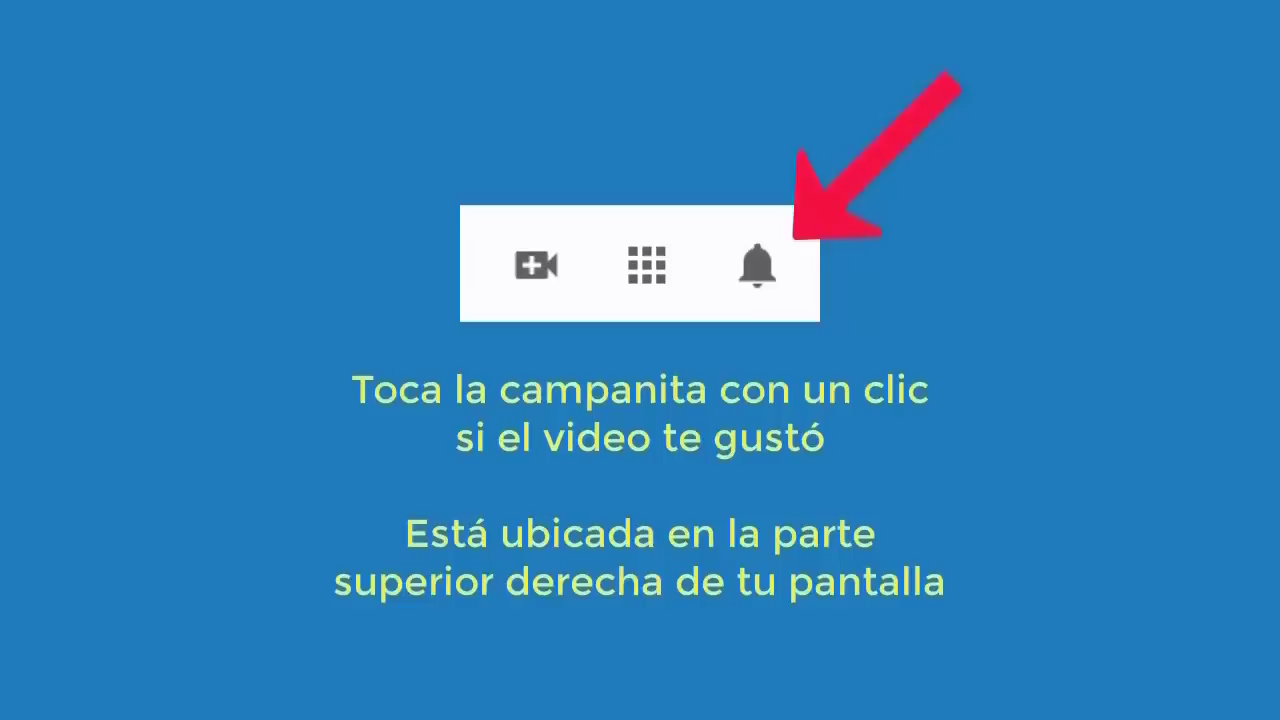 Toca la campanita con un clic
si el video te gustó
Está ubicada en la parte
superior derecha de tu pantalla